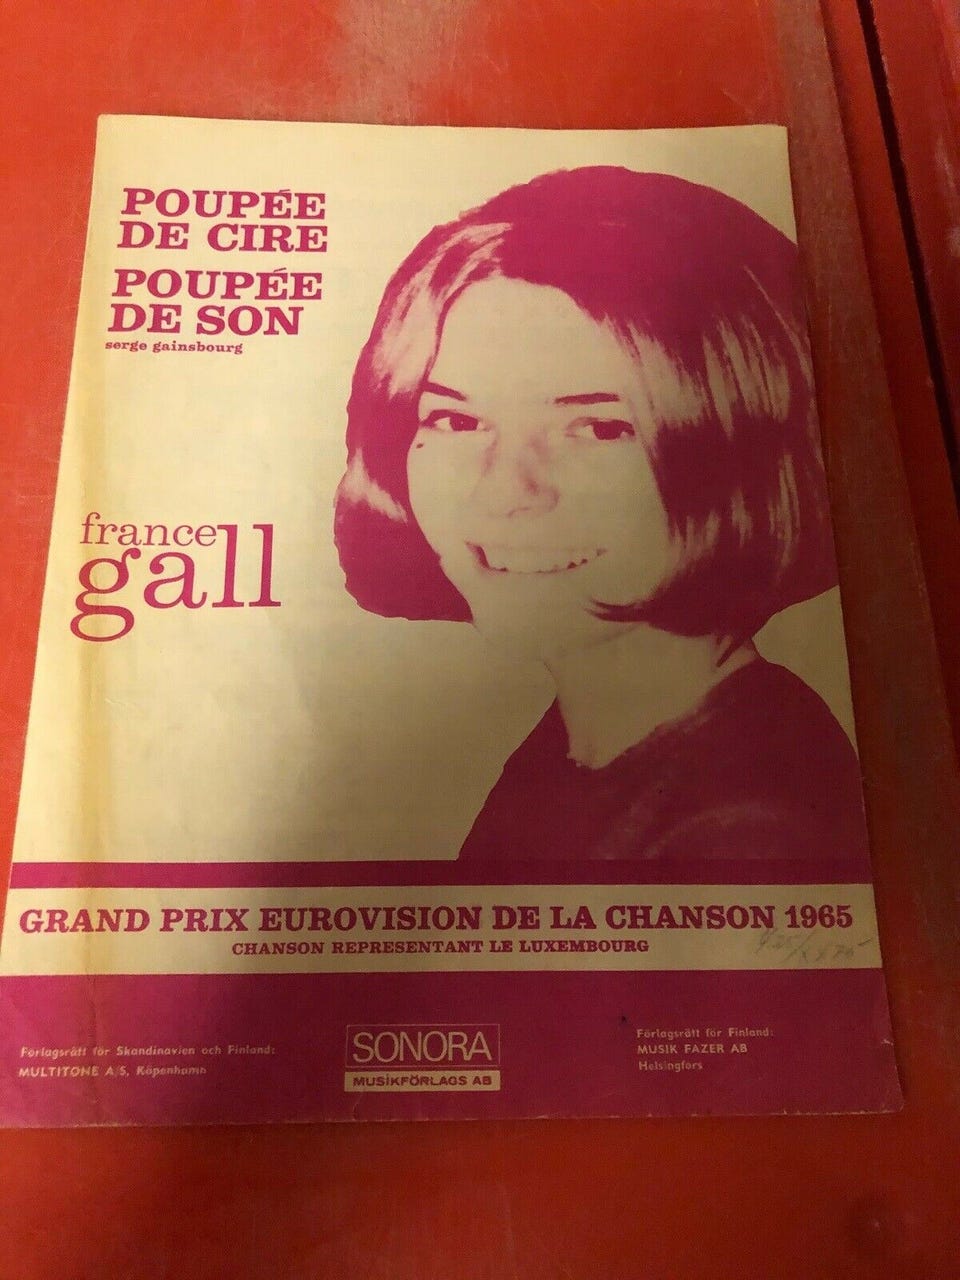 POUPÉE
DE CIRE
POUPÉE
DE SON
serge gainsbourg
france
gall
GRAND PRIX EUROVISION DE LA CHANSON 1965
CHANSON REPRESENTANT LE LUXEMBOURG
Förlagsrätt för Skandinavien och Finland:
MULTITONE A/S, Köpenhamn
SONORA
MUSIKFÖRLAGS AB
Förlagsrätt för Finland:
MUSIK FAZER AB
Helsingfors